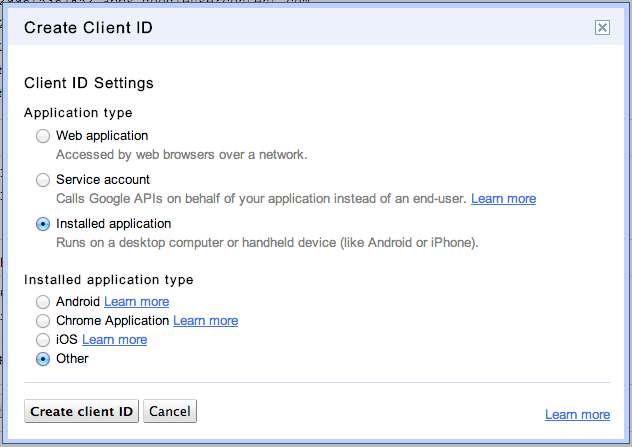 Create Client ID
Client ID Settings
Application type
Web application
Accessed by web browsers over a network.
Service account
Calls Google APIs on behalf of your application instead of an end-user. Learn more
Installed application
Runs on a desktop computer or handheld device (like Android or iPhone).
Installed application type
Android Learn more
Chrome Application Learn more
iOS Learn more
Other
Create client ID Cancel
Learn more